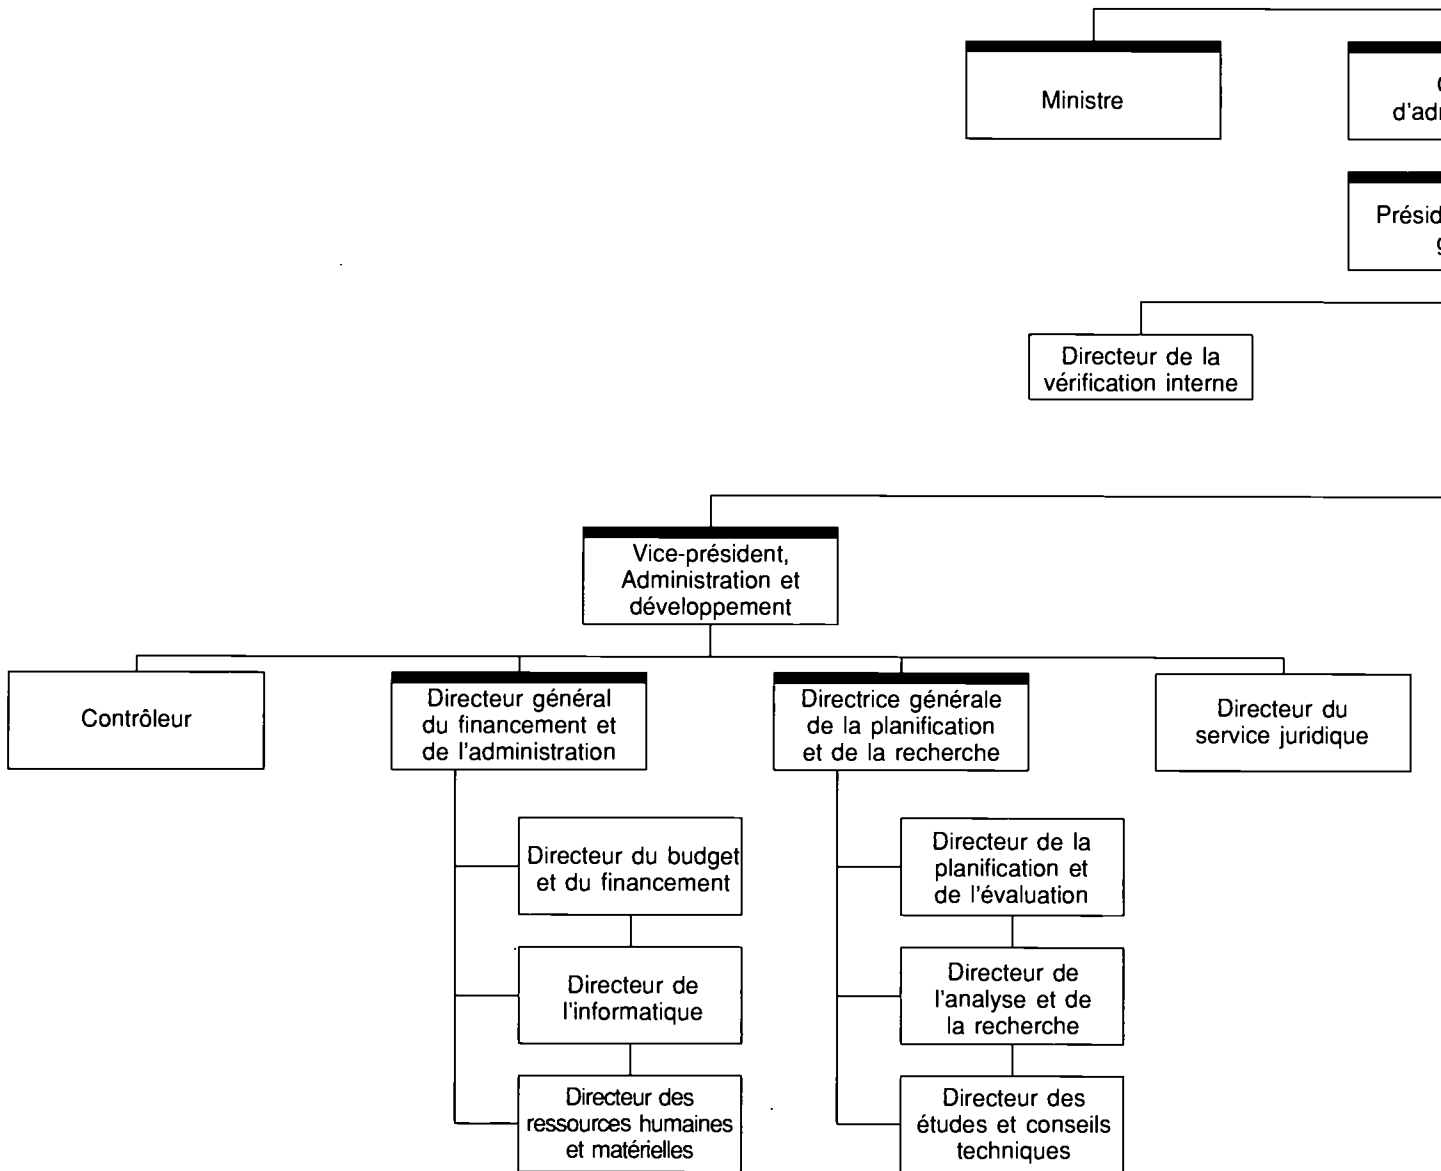 Ministre
d'adr
Présid
g
Directeur de la
vérification interne
Vice-président,
Administration et
développement
Contrôleur
Directeur général
du financement et
de l'administration
Directrice générale
de la planification
et de la recherche
Directeur du
service juridique
Directeur du budget
et du financement
Directeur de
l'informatique
Directeur des
ressources humaines
et matérielles
Directeur de la
planification et
de l'évaluation
Directeur de
l'analyse et de
la recherche
Directeur des
études et conseils
techniques